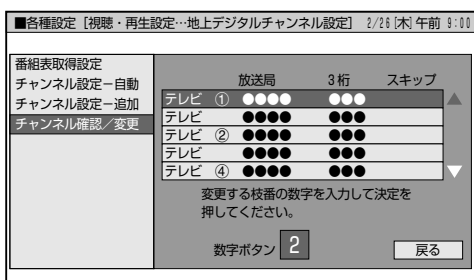 ■各種設定［視聴・再生設定…地上デジタルチャンネル設定］ 2/26[木]午前 9:00
番組表取得設定
チャンネル設定－自動
チャンネル設定－追加
チャンネル確認／変更
放送局 3桁 スキップ
テレビ ① ●●●● ●●●
テレビ ●●●● ●●●
テレビ ② ●●●● ●●●
テレビ ●●●● ●●●
テレビ ④ ●●●● ●●●
変更する枝番の数字を入力して決定を
押してください。
数字ボタン 2
戻る